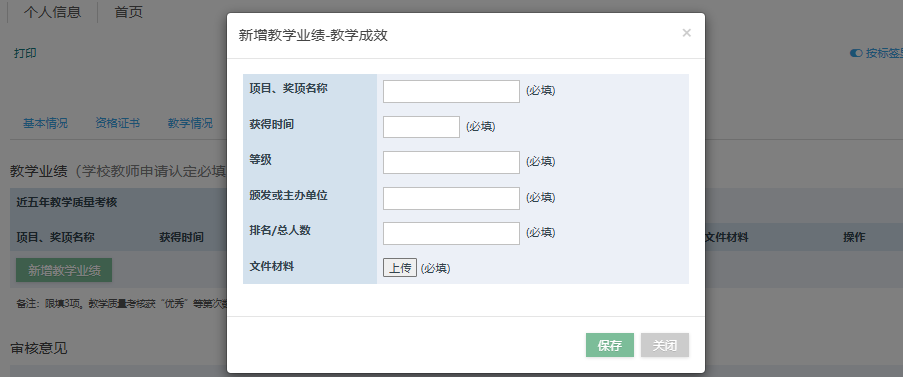 个人信息 首页
打印
按标签
基本情况 资格证书 教学情况
教学业绩（学校教师申请认定必填
近五年教学质量考核
项目、奖顶名称 获得时间 文件材料 操作
新增教学业绩
备注：限填3项。教学质量考核获“优秀”等第次
审核意见
新增教学业绩-教学成效 ×
项目、奖顶名称 (必填)
获得时间 (必填)
等级 (必填)
颁发或主办单位 (必填)
排名/总人数 (必填)
文件材料 上传 (必填)
保存 关闭